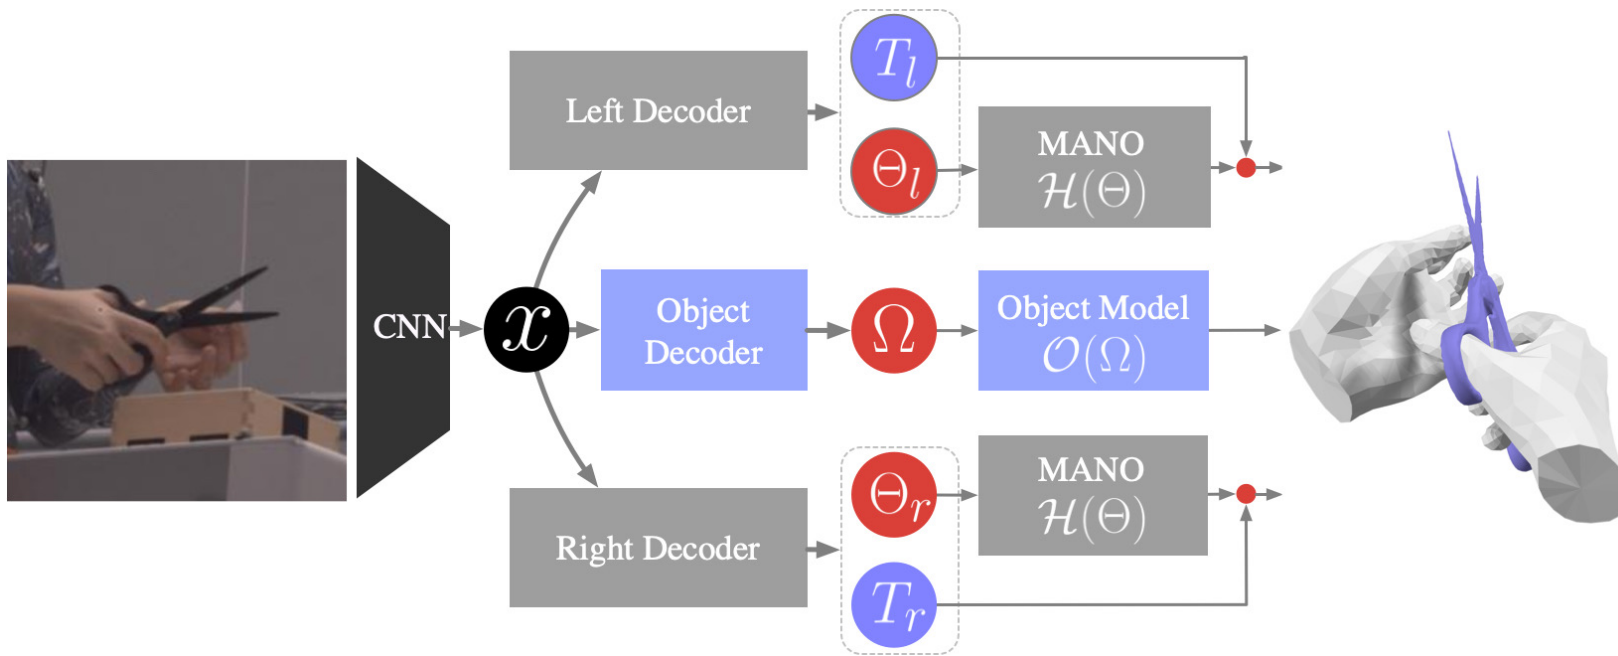 CNN
x
Left Decoder
T_l
Θ_l
MANO
ℋ(Θ)
Object
Decoder
Ω
Object Model
𝒪(Ω)
Right Decoder
Θ_r
T_r
MANO
ℋ(Θ)